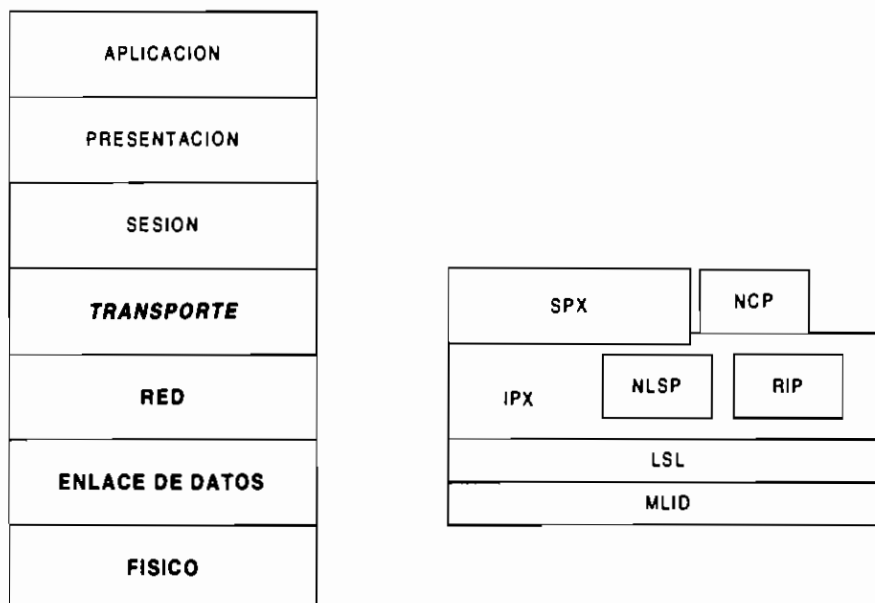 APLICACION
PRESENTACION
SESION
TRANSPORTE
RED
ENLACE DE DATOS
FISICO
SPX
NCP
IPX
NLSP
RIP
LSL
MLID